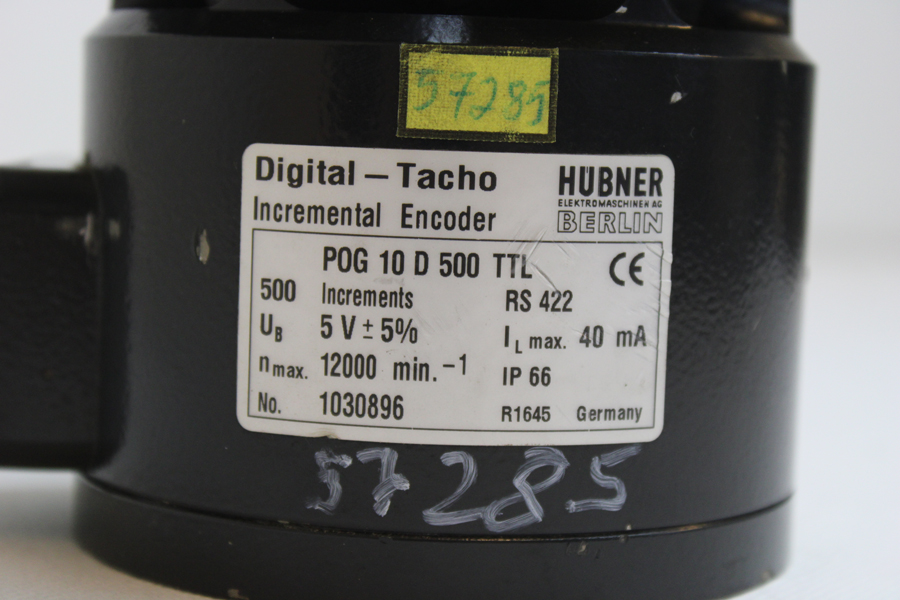 57285
Digital – Tacho
Incremental Encoder
HÜBNER
ELEKTROMASCHINEN AG
BERLIN
POG 10 D 500 TTL CE
500 Increments RS 422
UB 5 V ± 5% IL max. 40 mA
nmax. 12000 min.-1 IP 66
No. 1030896 R1645 Germany
57285